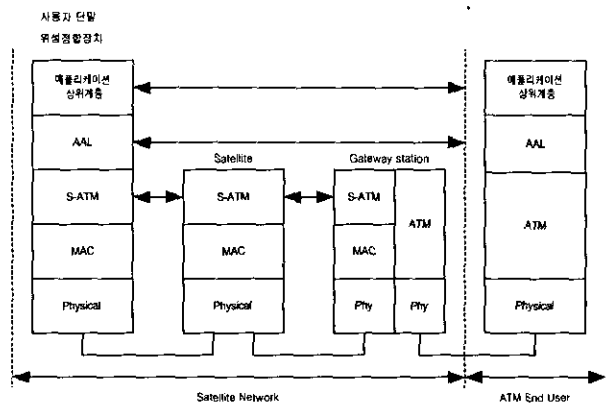 사용자 단말
위성접합장치
애플리케이션
상위계층
AAL
S-ATM
MAC
Physical
Satellite
S-ATM
MAC
Physical
Gateway station
S-ATM
MAC
Phy
ATM
Phy
애플리케이션
상위계층
AAL
ATM
Physical
Satellite Network
ATM End User